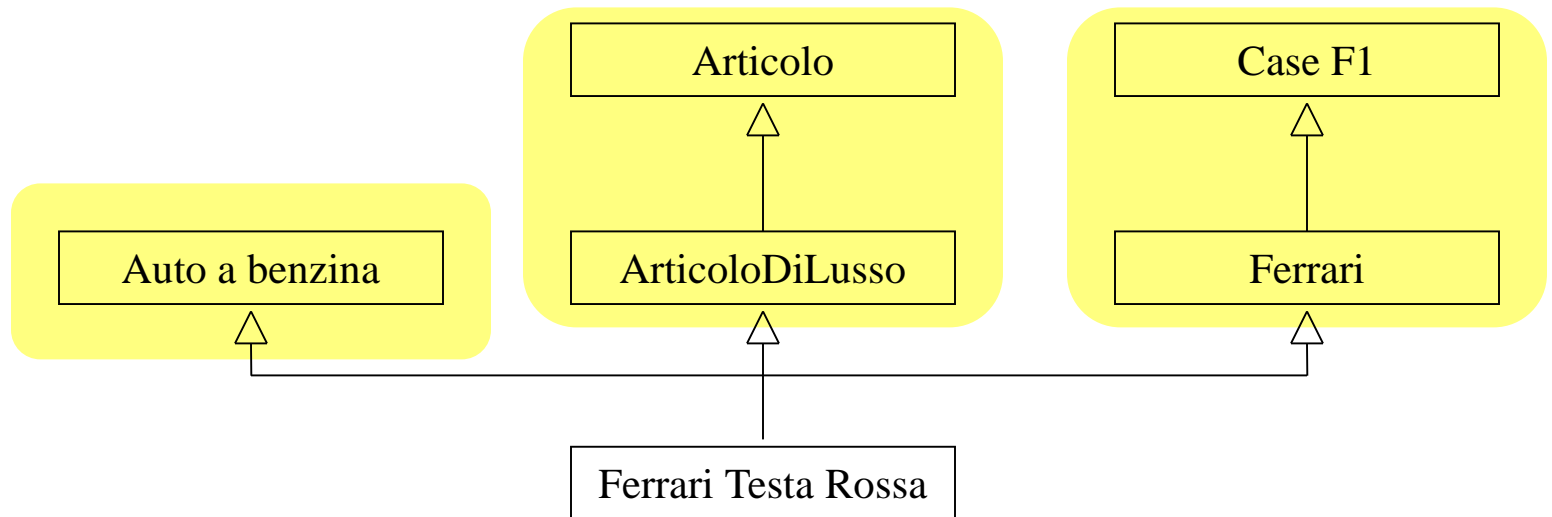 Articolo
Case F1
Auto a benzina
ArticoloDiLusso
Ferrari
Ferrari Testa Rossa